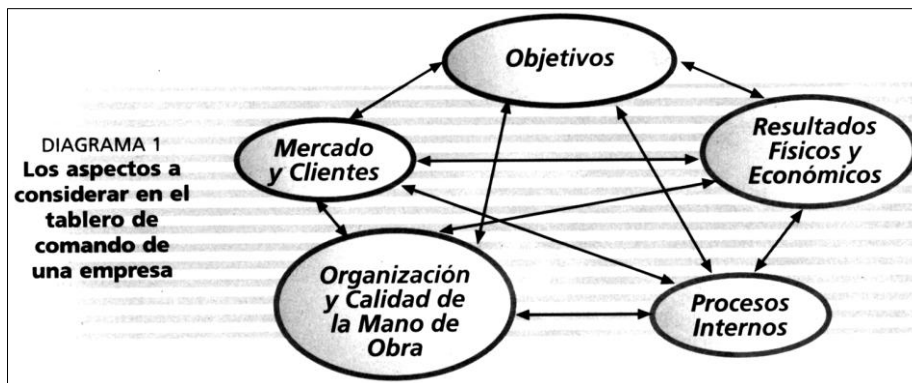 DIAGRAMA 1
Los aspectos a
considerar en el
tablero de
comando de
una empresa
Objetivos
Mercado
y Clientes
Resultados
Físicos y
Económicos
Organización
y Calidad de
la Mano de
Obra
Procesos
Internos